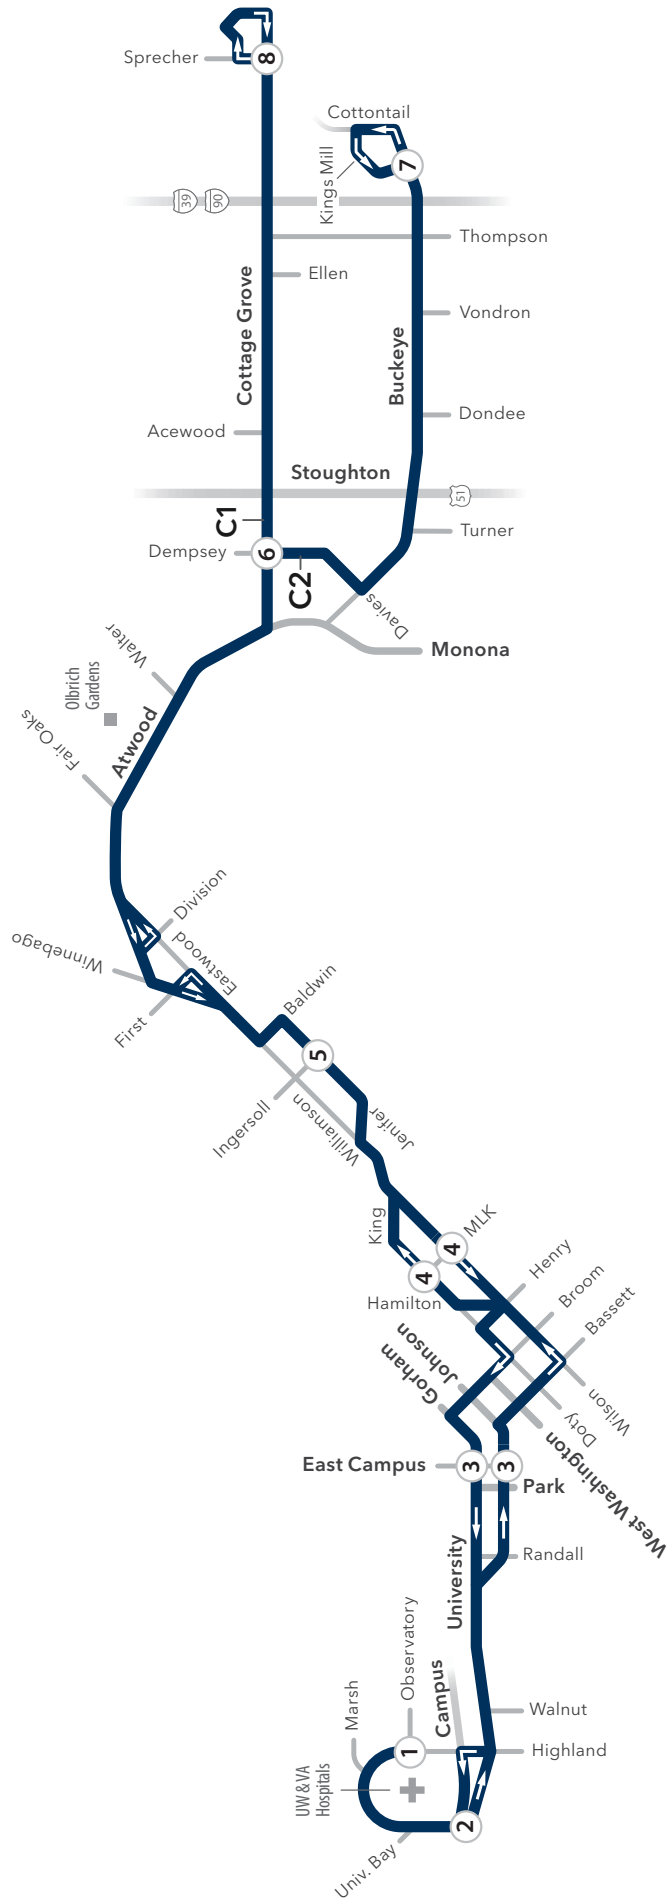 Sprecher
8
Cottontail
7
Kings Mill
39
90
Thompson
Ellen
Cottage Grove
Vondron
Buckeye
Acewood
Dondee
Stoughton
51
C1
Dempsey
6
Turner
C2
Davies
Monona
Walter
Olbrich
Gardens
Fair Oaks
Atwood
Division
Winnebago
Eastwood
First
Baldwin
5
Ingersoll
Williamson
Jenifer
King
MLK
4
4
Henry
Hamilton
Broom
Bassett
Johnson
Gorham
Wilson
Doty
West Washington
East Campus
3
3
Park
University
Randall
Observatory
Campus
Marsh
Walnut
1
Highland
UW & VA
Hospitals
2
Univ. Bay